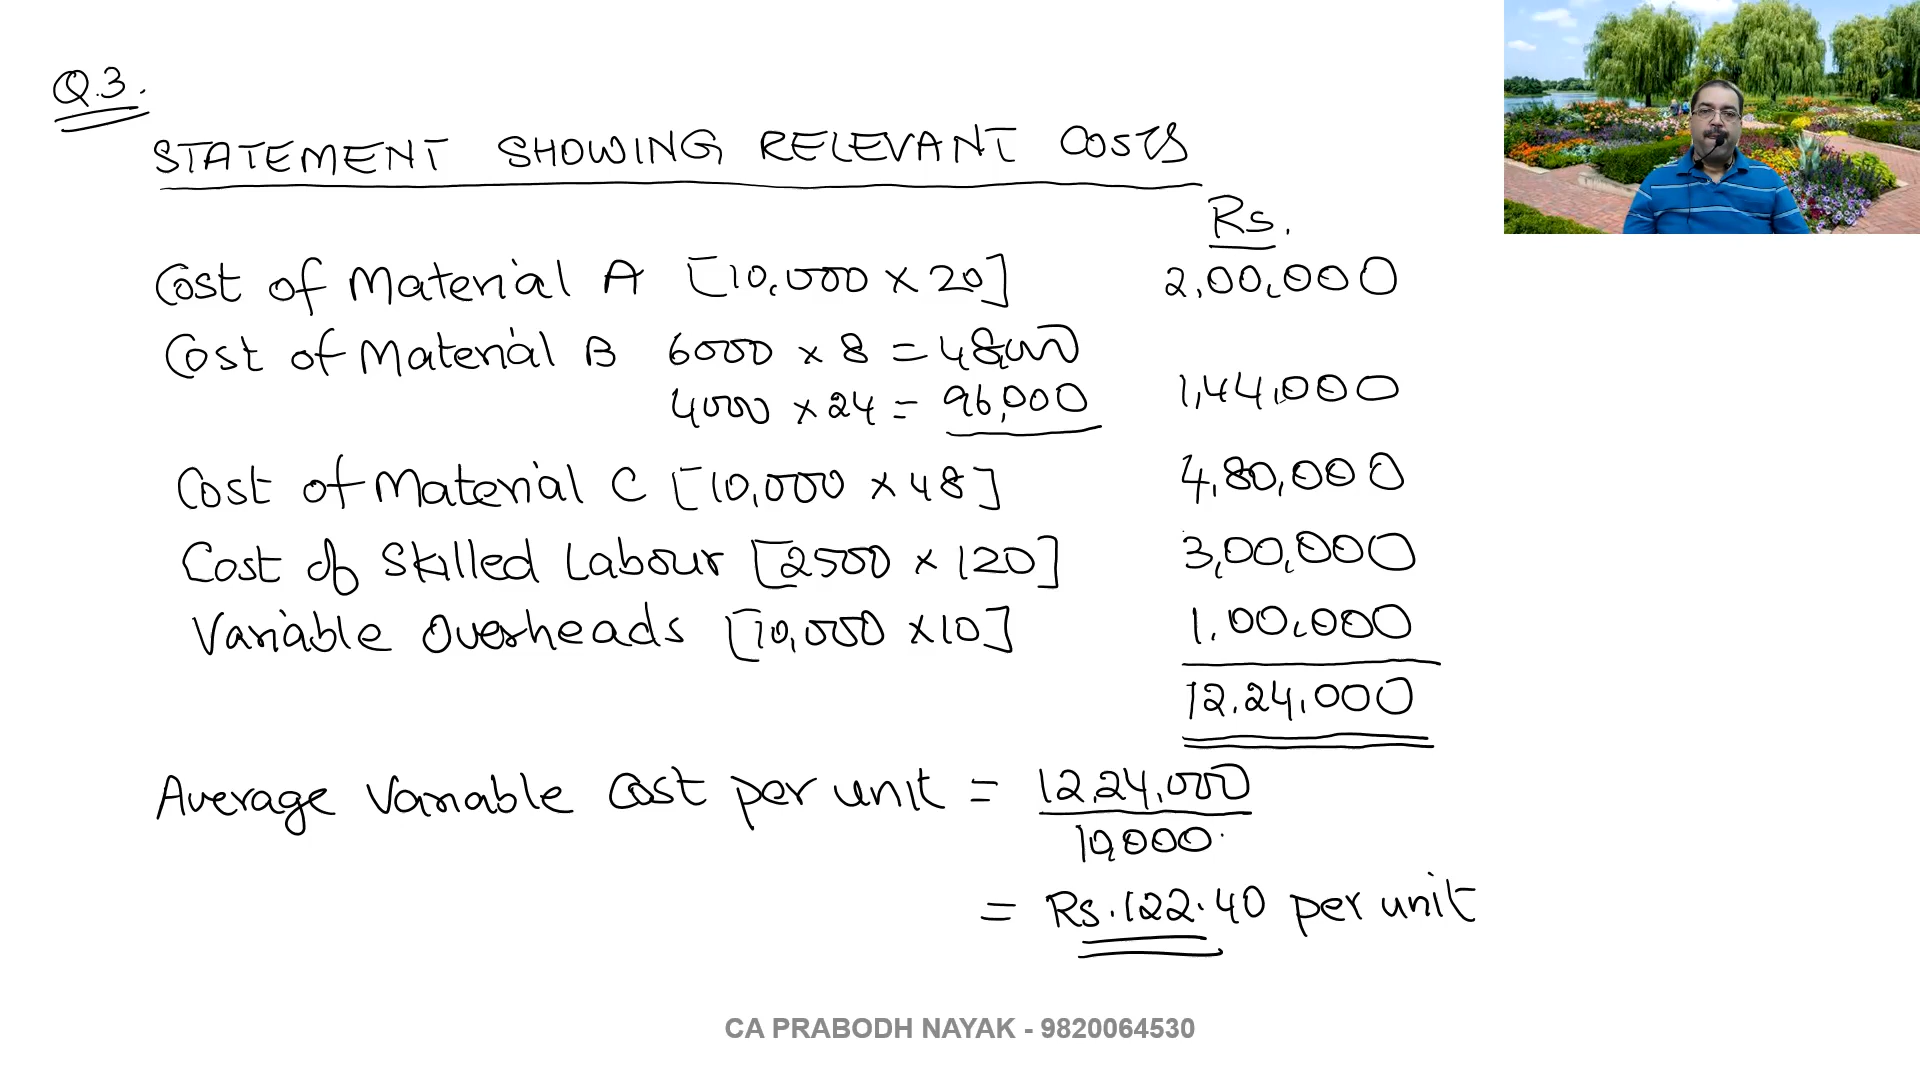 Q.3.
STATEMENT SHOWING RELEVANT COSTS
Rs.
Cost of Material A [10,000 × 20] 2,00,000
Cost of Material B 6000 × 8 = 48,000
4000 × 24 = 96,000 1,44,000
Cost of Material C [10,000 × 48] 4,80,000
Cost of Skilled Labour [2500 × 120] 3,00,000
Variable Overheads [10,000 × 10] 1,00,000
12,24,000
Average Variable Cost per unit = 12,24,000
10,000
= Rs.122.40 per unit
CA PRABODH NAYAK - 9820064530